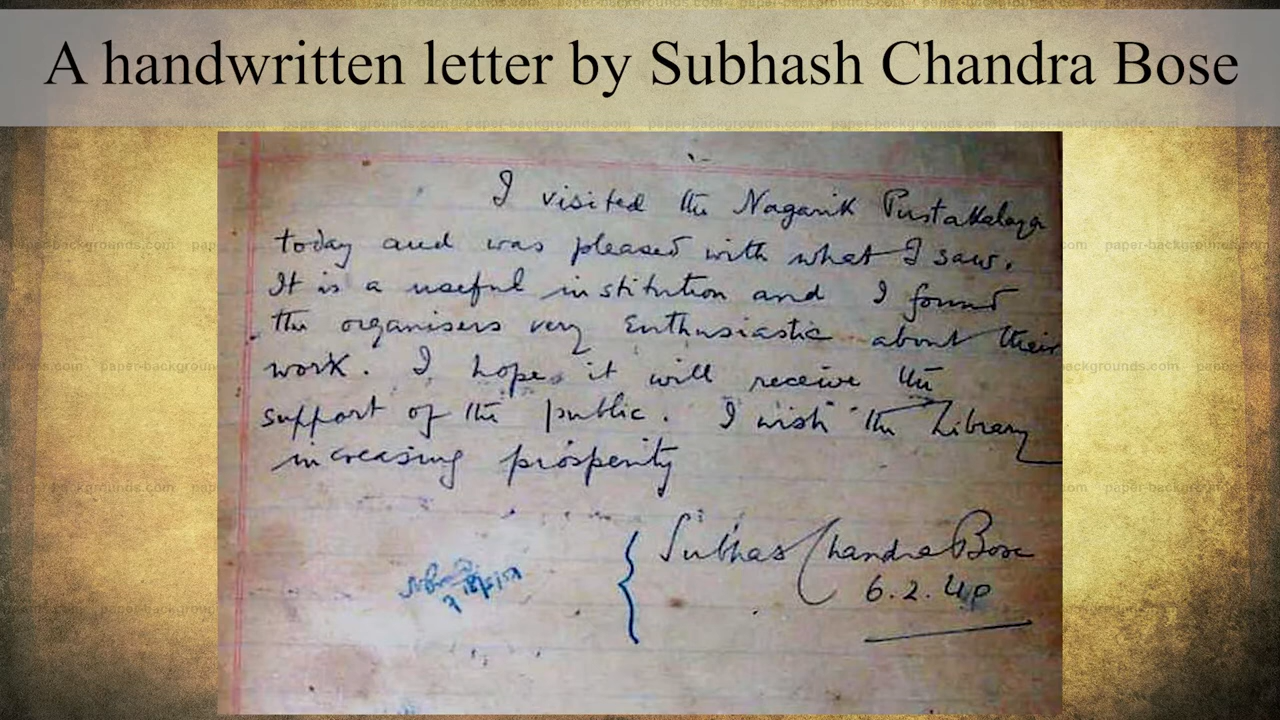 A handwritten letter by Subhash Chandra Bose
I visited the Nagarik Pustakalaya
today and was pleased with what I saw.
It is a useful institution and I found
the organisers very Enthusiastic about their
work. I hope it will receive the
support of the public. I wish the Library
increasing prosperity
Subhas Chandra Bose
6.2.40